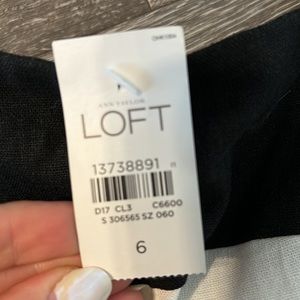 ANN TAYLOR
LOFT
13738891
D17 CL3 C6600
S 306565 SZ 060
6